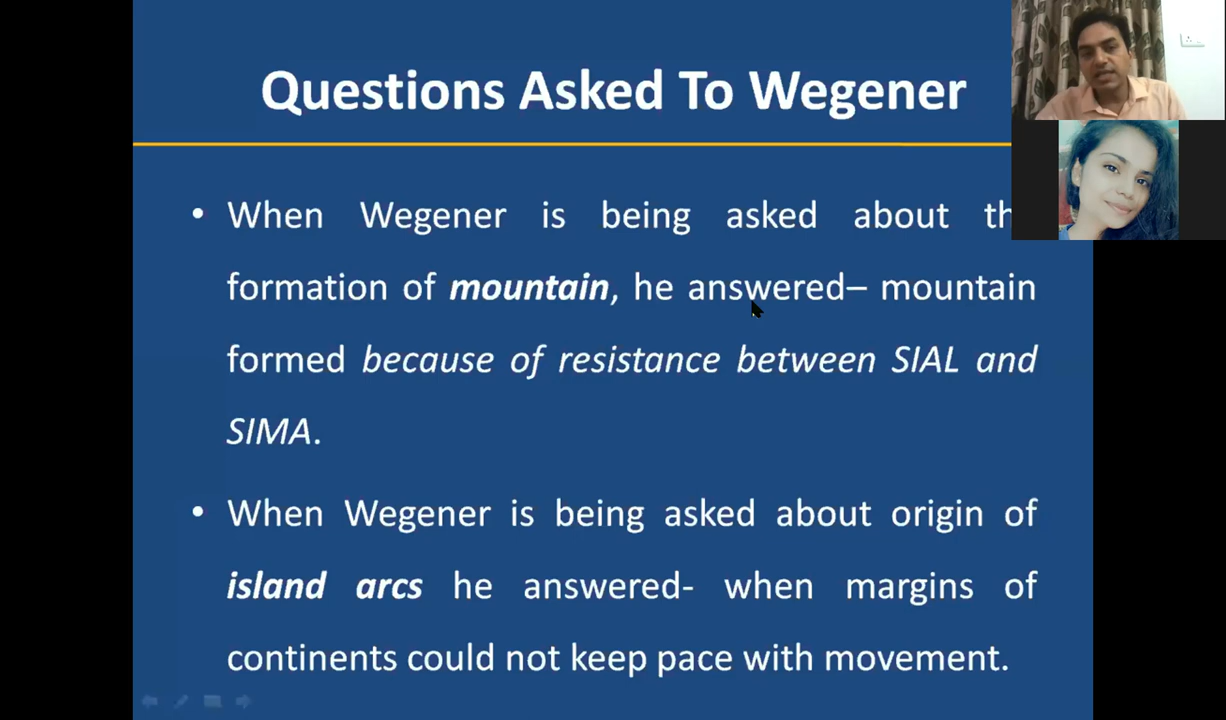 Questions Asked To Wegener
• When Wegener is being asked about
formation of mountain, he answered– mountain
formed because of resistance between SIAL and
SIMA.
• When Wegener is being asked about origin of
island arcs he answered- when margins of
continents could not keep pace with movement.